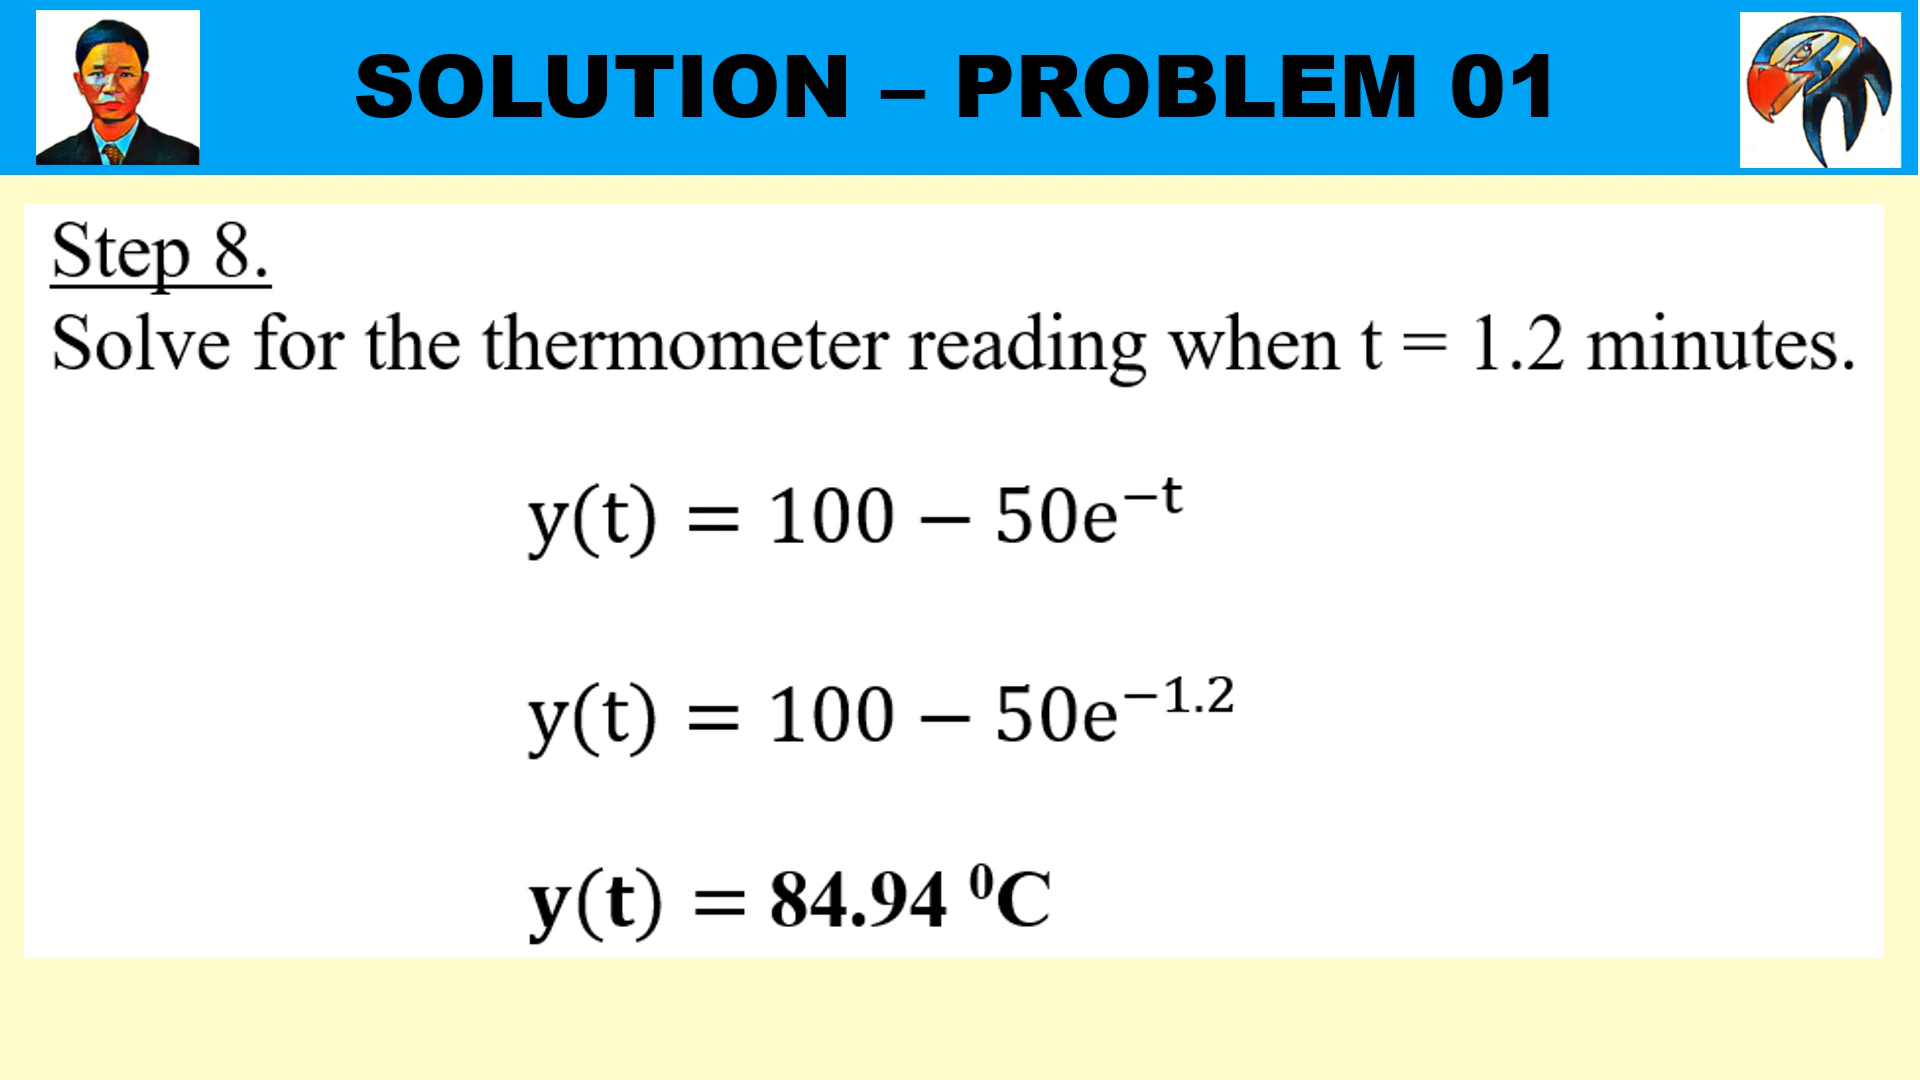 SOLUTION – PROBLEM 01
Step 8.
Solve for the thermometer reading when t = 1.2 minutes.
y(t) = 100 − 50e⁻ᵗ
y(t) = 100 − 50e⁻¹·²
y(t) = 84.94 ⁰C